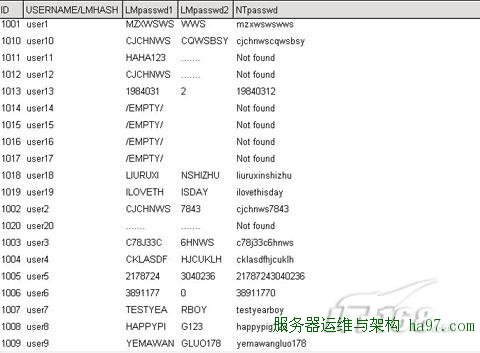 ID USERNAME/LMHASH LMpasswd1 LMpasswd2 NTpasswd
1001 user1 MZXWSWS WWS mzxwswswws
1010 user10 CJCHNWS CQWSBSY cjchnwscqwsbsy
1011 user11 HAHA123 ....... Not found
1012 user12 CJCHNWS ....... Not found
1013 user13 1984031 2 19840312
1014 user14 /EMPTY/ Not found
1015 user15 /EMPTY/ Not found
1016 user16 /EMPTY/ Not found
1017 user17 /EMPTY/ Not found
1018 user18 LIURUXI NSHIZHU liuruxinshizhu
1019 user19 ILOVETH ISDAY ilovethisday
1002 user2 CJCHNWS 7843 cjchnws7843
1020 user20 ....... ....... Not found
1003 user3 C78J33C 6HNWS c78j33c6hnws
1004 user4 CKLASDF HJCUKLH cklasdfhjcuklh
1005 user5 2178724 3040236 21787243040236
1006 user6 3891177 0 38911770
1007 user7 TESTYEA RBOY testyearboy
1008 user8 HAPPYPI G123 happypig
1009 user9 YEMAWAN GLUO178 yemawangluo178
服务器运维与架构 ha97.com